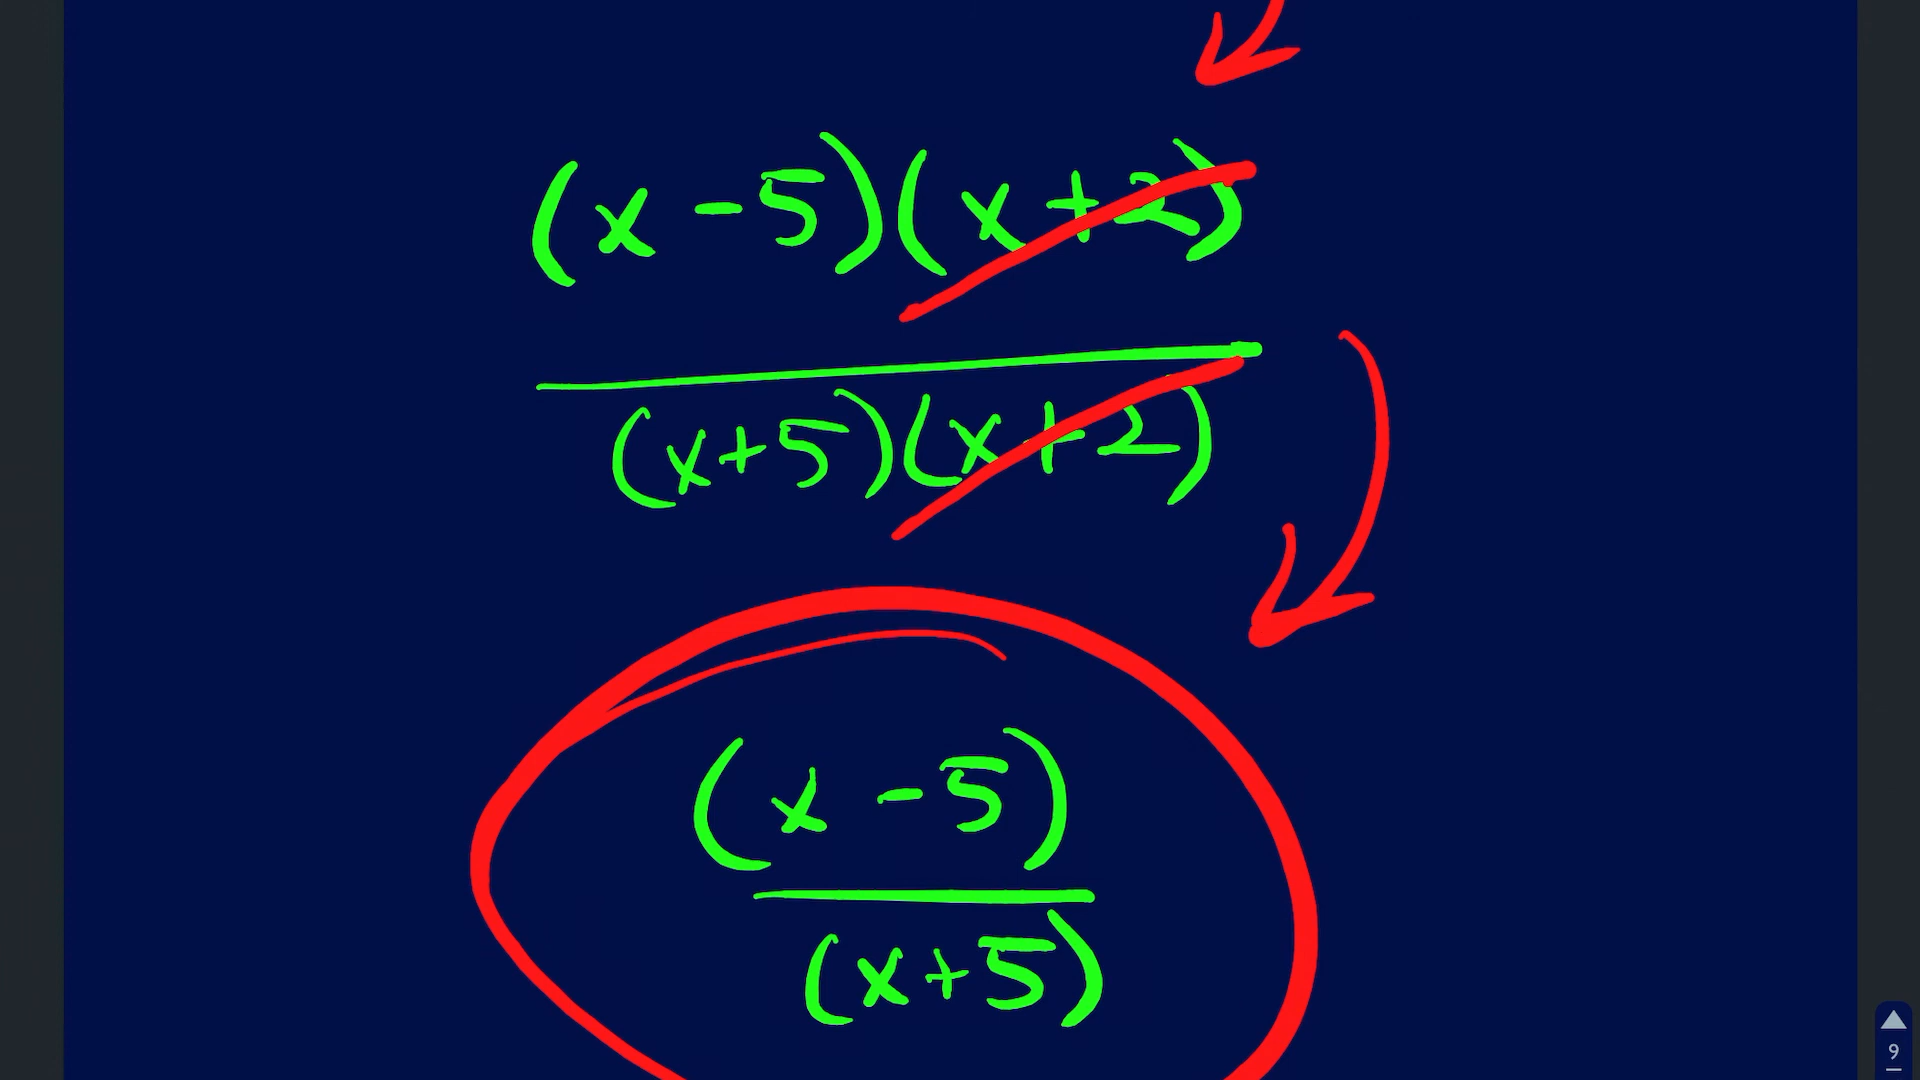 (x - 5)(x + 2)
(x + 5)(x + 2)
(x - 5)
(x + 5)
9